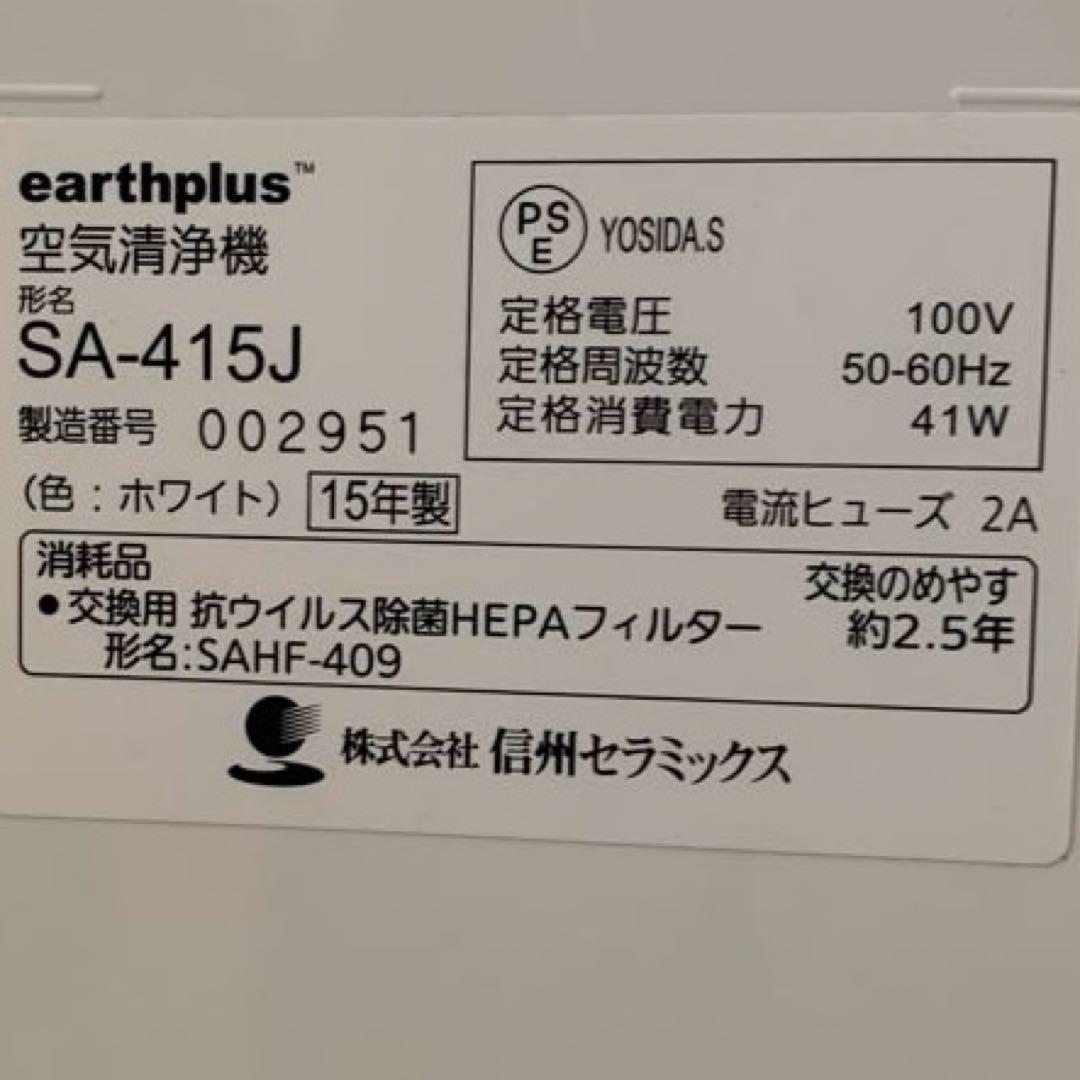 earthplus™
空気清浄機
形名
SA-415J
製造番号 002951
(色：ホワイト) 15年製
PSE YOSIDA.S
定格電圧 100V
定格周波数 50-60Hz
定格消費電力 41W
電流ヒューズ 2A
消耗品
交換のめやす
●交換用 抗ウイルス除菌HEPAフィルター
約2.5年
形名:SAHF-409
株式会社 信州セラミックス